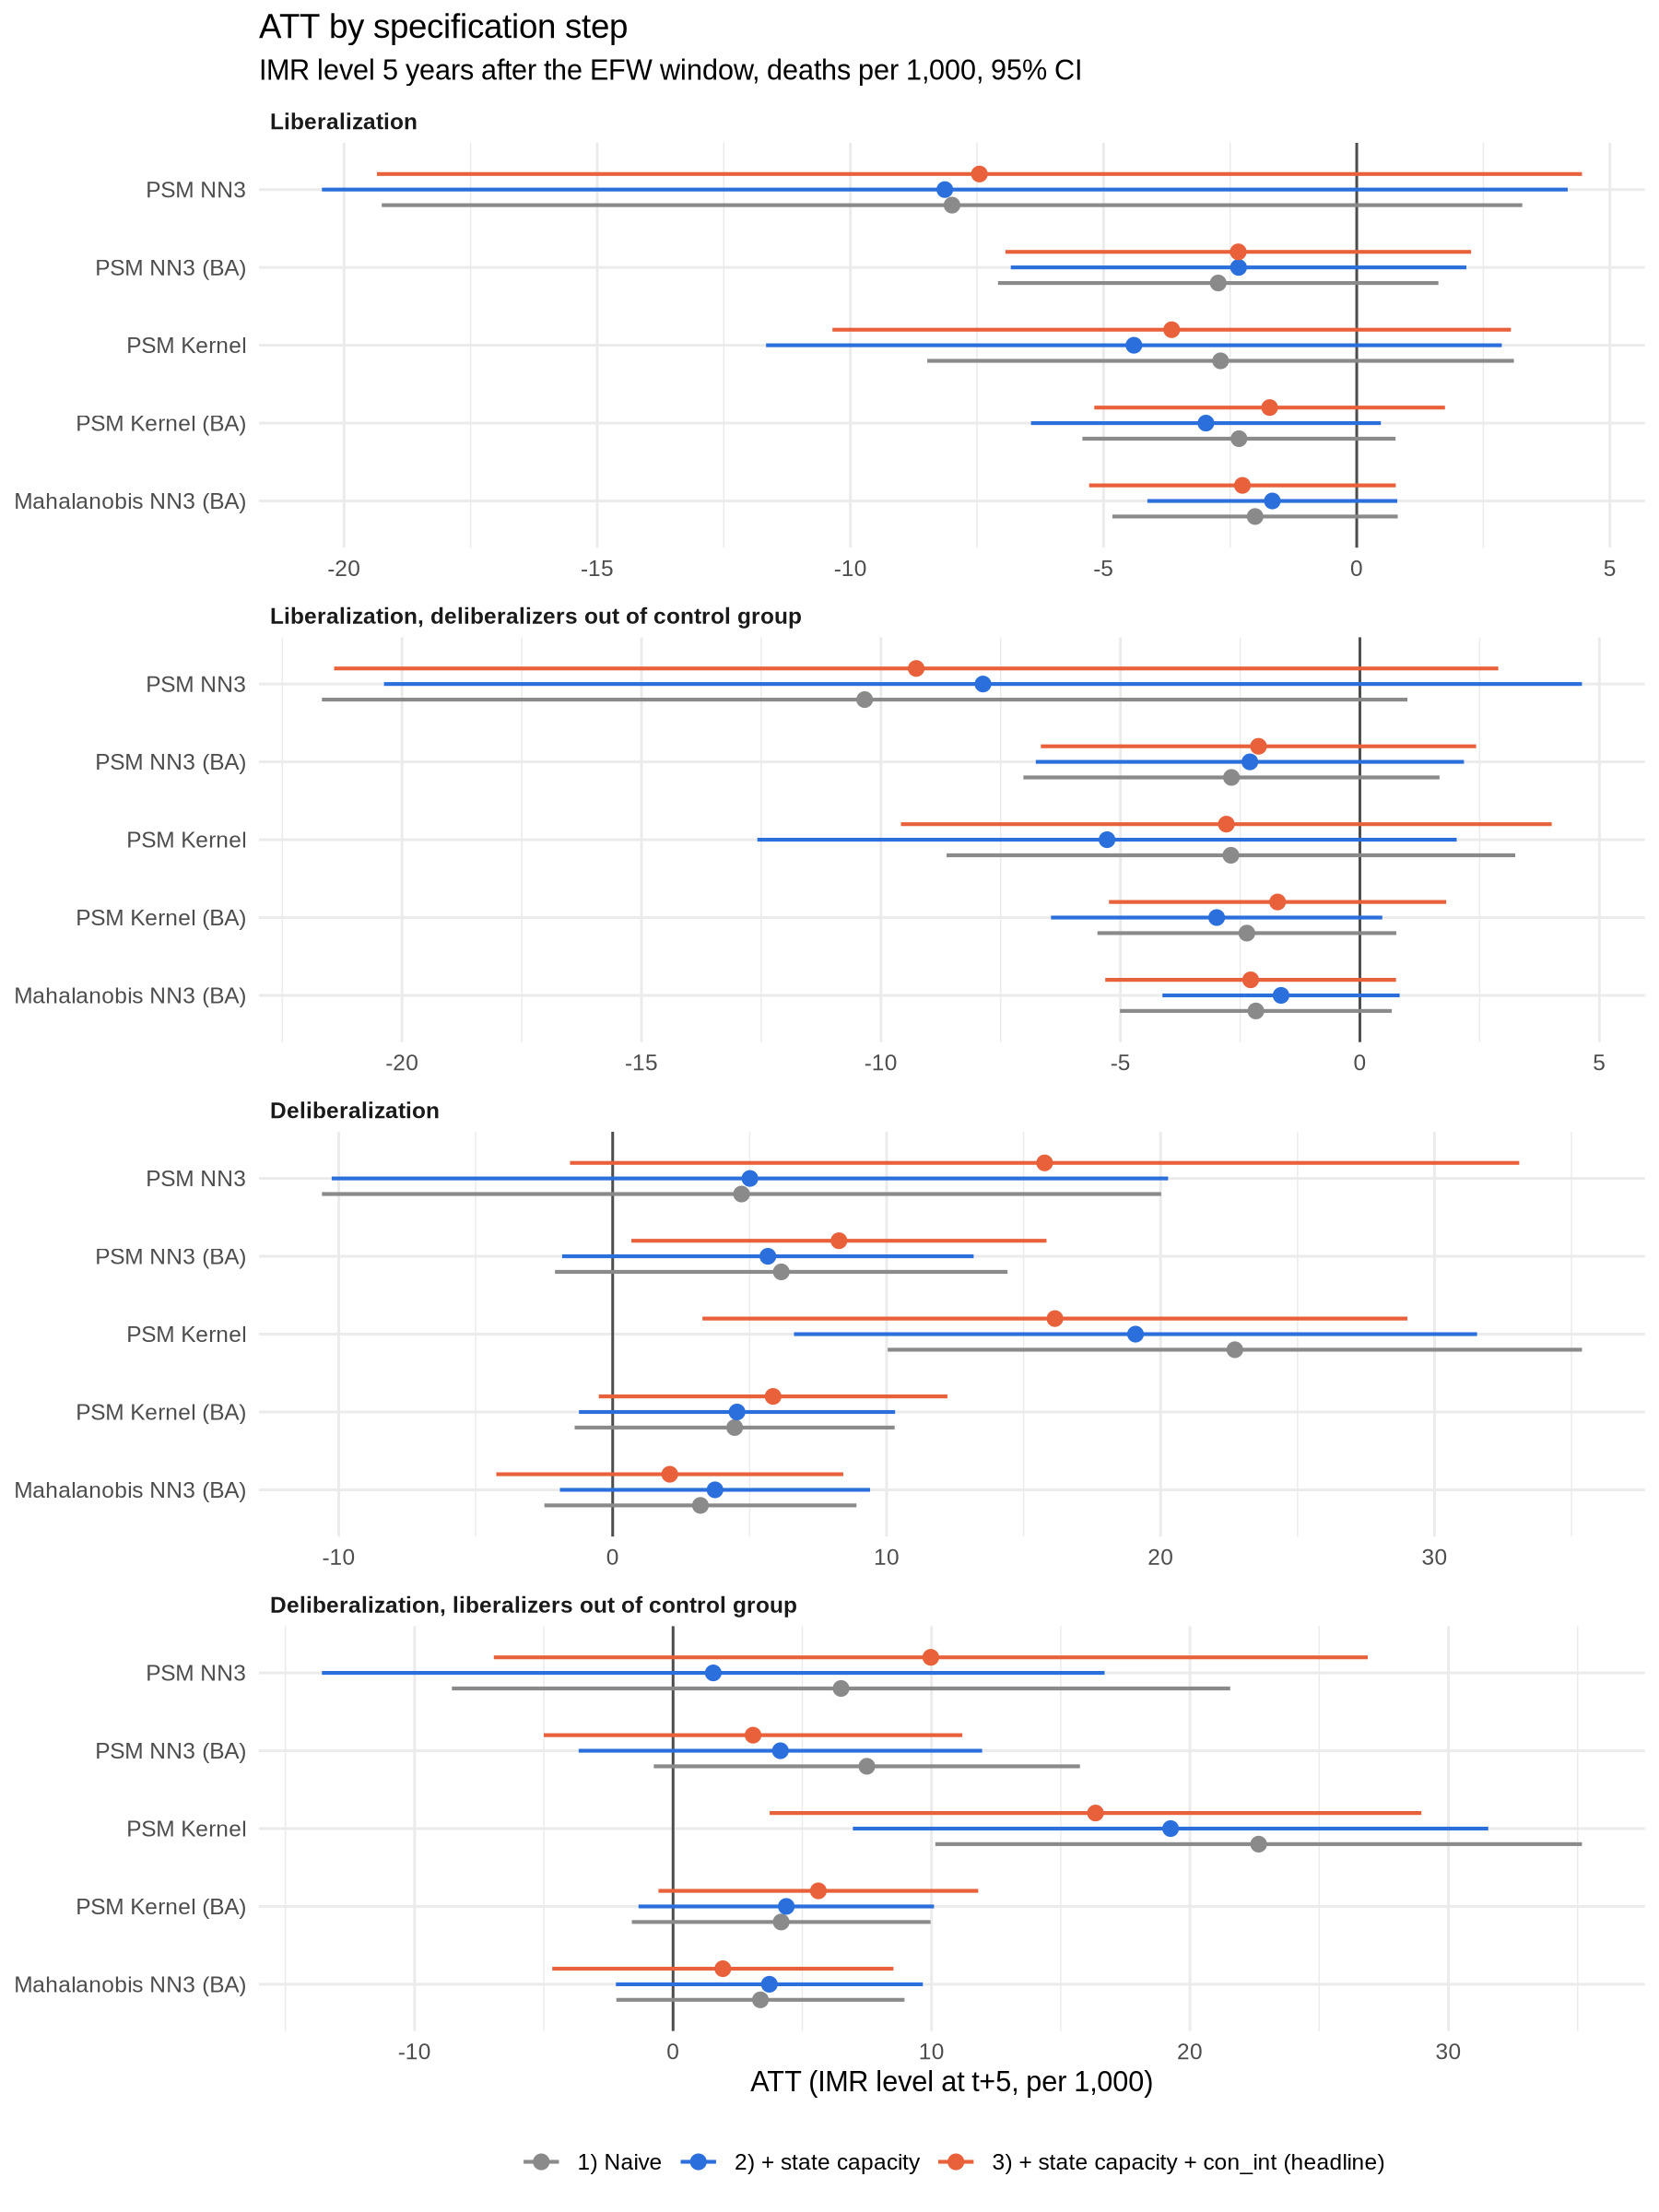 ATT by specification step
IMR level 5 years after the EFW window, deaths per 1,000, 95% CI
Liberalization
PSM NN3
PSM NN3 (BA)
PSM Kernel
PSM Kernel (BA)
Mahalanobis NN3 (BA)
-20 -15 -10 -5 0 5
Liberalization, deliberalizers out of control group
PSM NN3
PSM NN3 (BA)
PSM Kernel
PSM Kernel (BA)
Mahalanobis NN3 (BA)
-20 -15 -10 -5 0 5
Deliberalization
PSM NN3
PSM NN3 (BA)
PSM Kernel
PSM Kernel (BA)
Mahalanobis NN3 (BA)
-10 0 10 20 30
Deliberalization, liberalizers out of control group
PSM NN3
PSM NN3 (BA)
PSM Kernel
PSM Kernel (BA)
Mahalanobis NN3 (BA)
-10 0 10 20 30
ATT (IMR level at t+5, per 1,000)
1) Naive 2) + state capacity 3) + state capacity + con_int (headline)